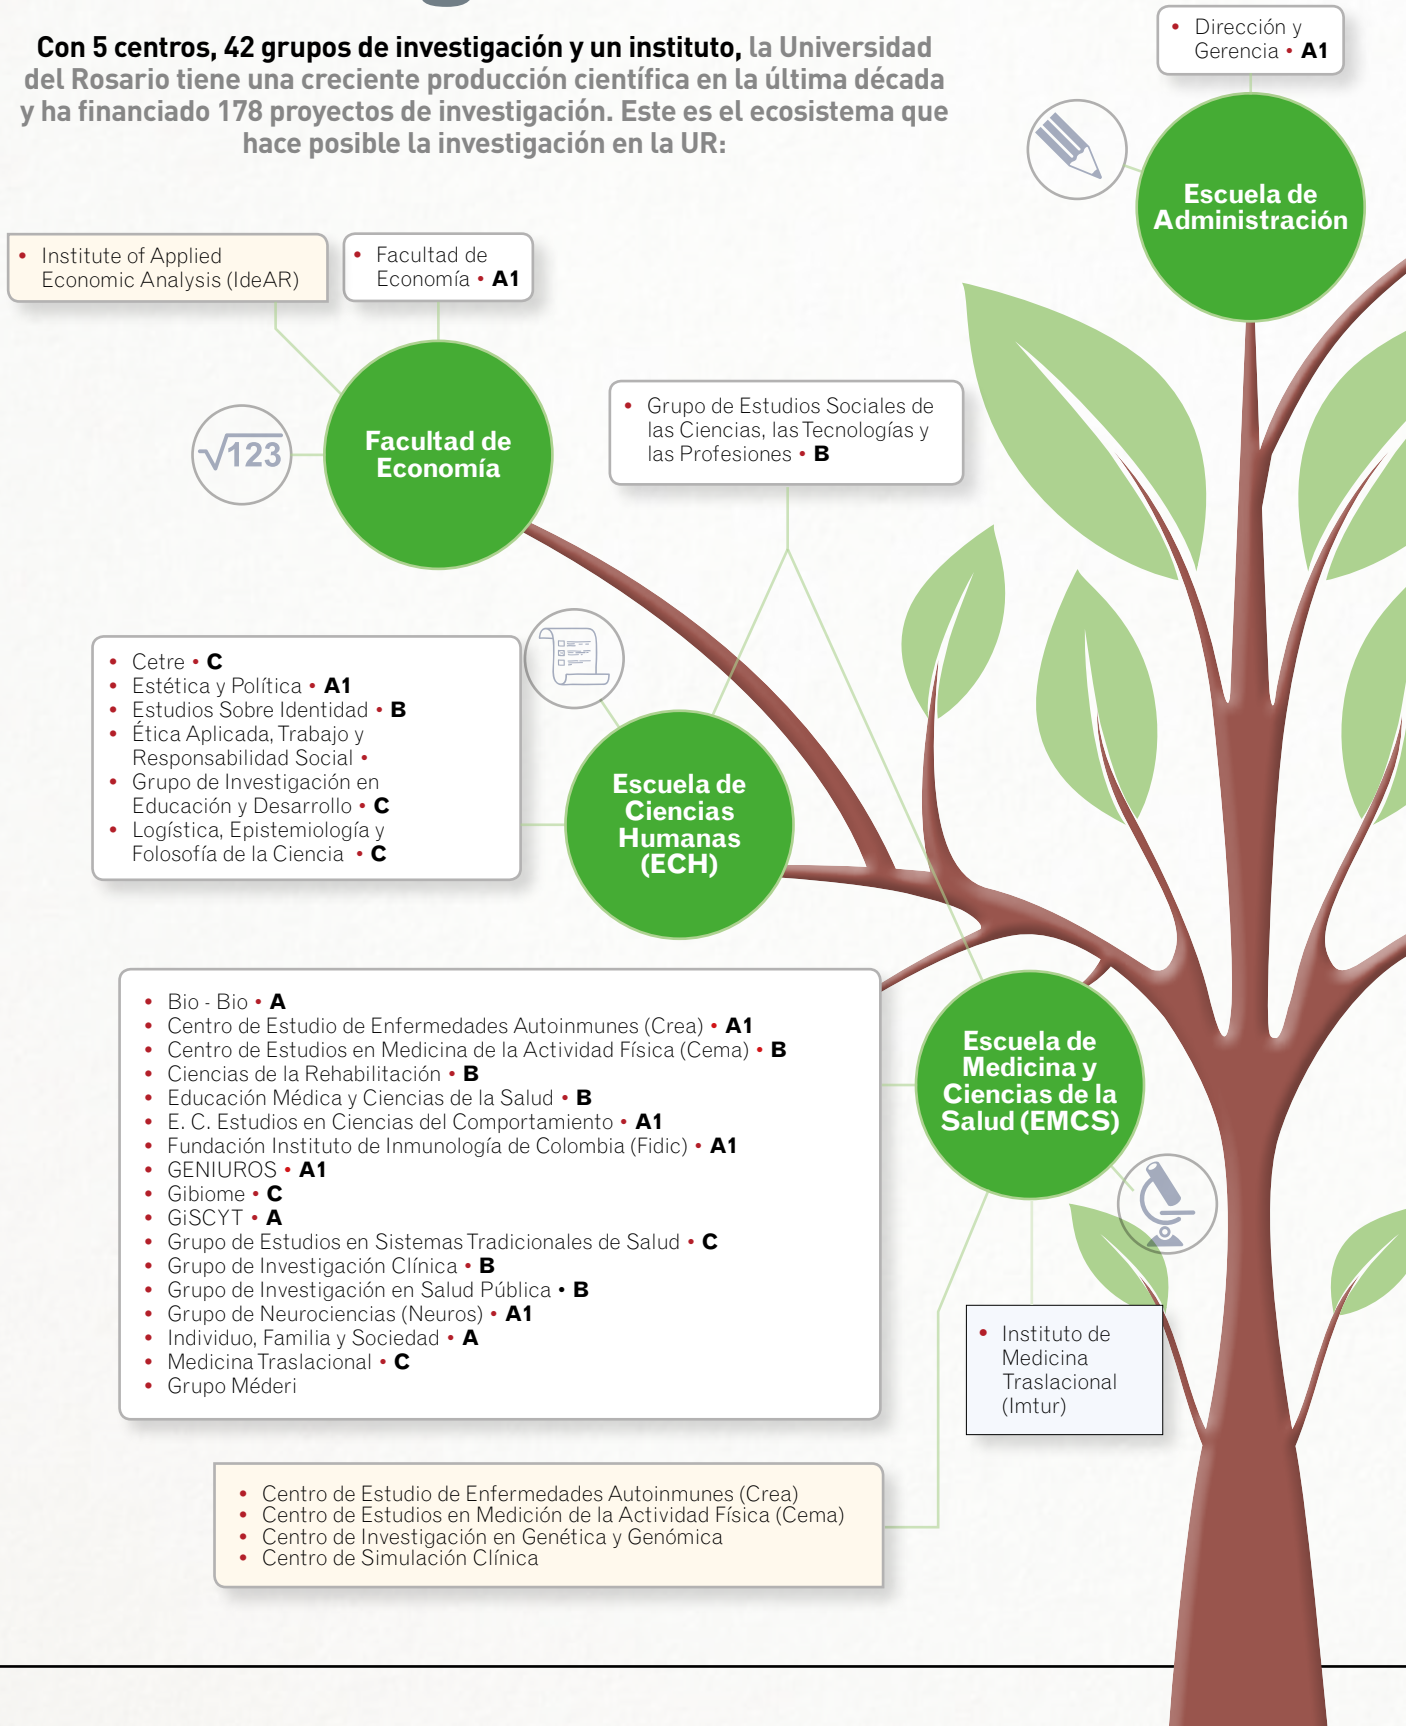 Con 5 centros, 42 grupos de investigación y un instituto, la Universidad
del Rosario tiene una creciente producción científica en la última década
y ha financiado 178 proyectos de investigación. Este es el ecosistema que
hace posible la investigación en la UR:
• Dirección y
Gerencia • A1
Escuela de
Administración
• Institute of Applied
Economic Analysis (IdeAR)
• Facultad de
Economía • A1
√123
Facultad de
Economía
• Grupo de Estudios Sociales de
las Ciencias, las Tecnologías y
las Profesiones • B
• Cetre • C
• Estética y Política • A1
• Estudios Sobre Identidad • B
• Ética Aplicada, Trabajo y
Responsabilidad Social •
• Grupo de Investigación en
Educación y Desarrollo • C
• Logística, Epistemiología y
Folosofía de la Ciencia • C
Escuela de
Ciencias
Humanas
(ECH)
• Bio - Bio • A
• Centro de Estudio de Enfermedades Autoinmunes (Crea) • A1
• Centro de Estudios en Medicina de la Actividad Física (Cema) • B
• Ciencias de la Rehabilitación • B
• Educación Médica y Ciencias de la Salud • B
• E. C. Estudios en Ciencias del Comportamiento • A1
• Fundación Instituto de Inmunología de Colombia (Fidic) • A1
• GENIUROS • A1
• Gibiome • C
• GiSCYT • A
• Grupo de Estudios en Sistemas Tradicionales de Salud • C
• Grupo de Investigación Clínica • B
• Grupo de Investigación en Salud Pública • B
• Grupo de Neurociencias (Neuros) • A1
• Individuo, Familia y Sociedad • A
• Medicina Traslacional • C
• Grupo Méderi
Escuela de
Medicina y
Ciencias de la
Salud (EMCS)
• Instituto de
Medicina
Traslacional
(Imtur)
• Centro de Estudio de Enfermedades Autoinmunes (Crea)
• Centro de Estudios en Medición de la Actividad Física (Cema)
• Centro de Investigación en Genética y Genómica
• Centro de Simulación Clínica